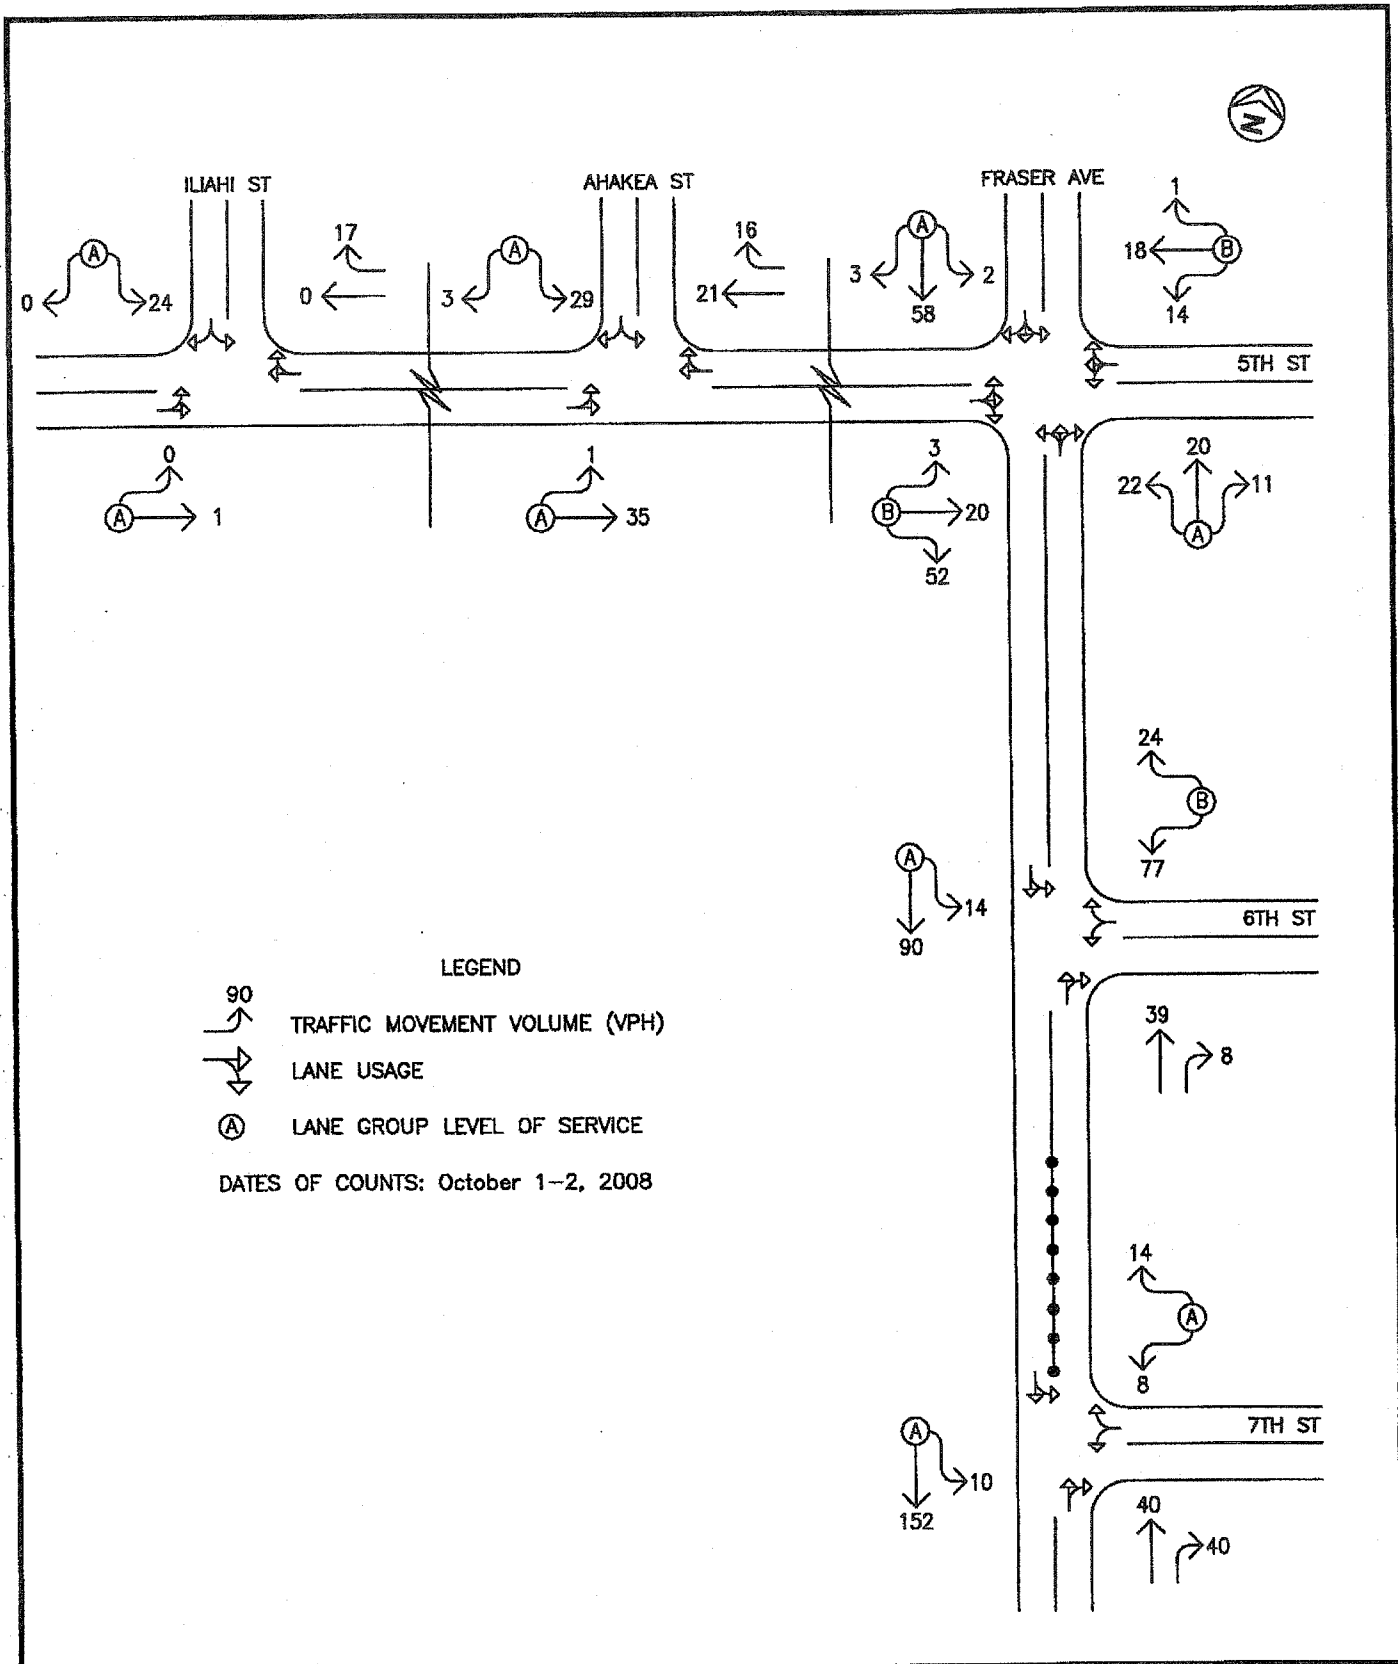 N
ILIAHI ST
AHAKEA ST
FRASER AVE
1
A
17
A
16
A
18 B
0 24
0
3 29
21
3 2
58
14
5TH ST
0
A 1
1
A 35
3
B 20
52
20
22 11
A
24
B
77
A
14
90
6TH ST
LEGEND
90
TRAFFIC MOVEMENT VOLUME (VPH)
LANE USAGE
A LANE GROUP LEVEL OF SERVICE
DATES OF COUNTS: October 1-2, 2008
39
8
14
A
8
A
10
152
7TH ST
40
40